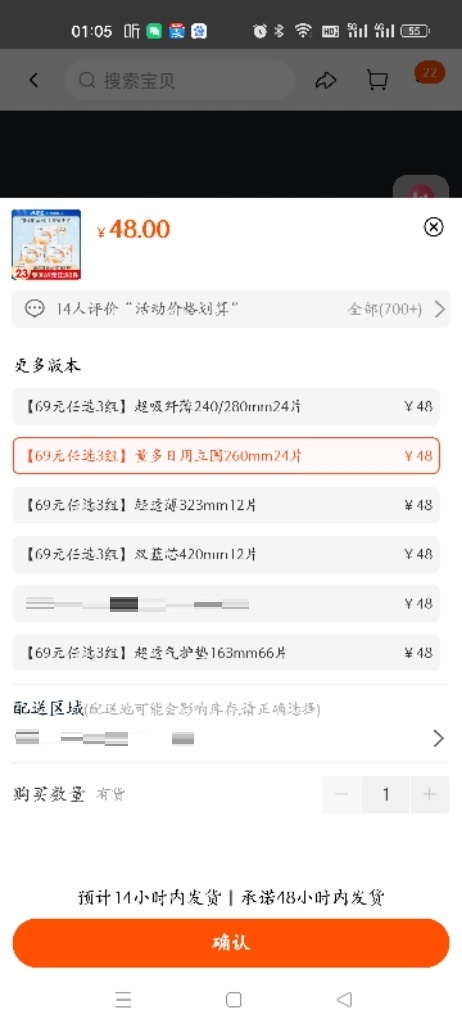 01:05 听 HD 5G 4G 55
搜索宝贝 22
¥48.00
23
14人评价“活动价格划算” 全部(700+)
更多版本
【69元任选3组】超吸纤薄240/280mm24片 ¥48
【69元任选3组】量多日用立围260mm24片 ¥48
【69元任选3组】轻透薄323mm12片 ¥48
【69元任选3组】双蓝芯420mm12片 ¥48
¥48
【69元任选3组】超透气护垫163mm66片 ¥48
配送区域(配送地可能会影响库存,请正确选择)
购买数量 有货 － 1 +
预计14小时内发货 | 承诺48小时内发货
确认